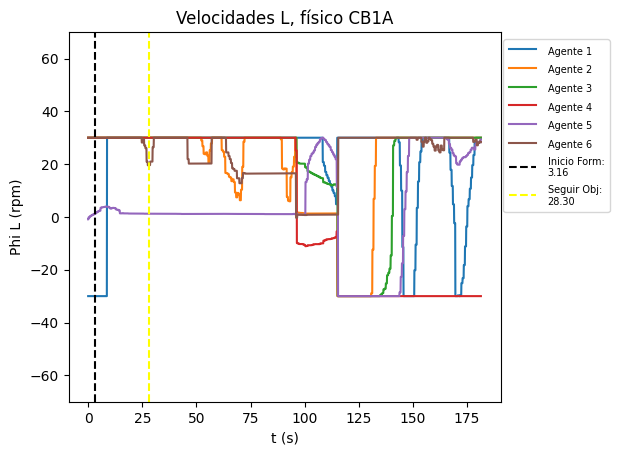 Velocidades L, físico CB1A
Phi L (rpm)
60
40
20
0
−20
−40
−60
0
25
50
75
100
125
150
175
t (s)
Agente 1
Agente 2
Agente 3
Agente 4
Agente 5
Agente 6
Inicio Form:
3.16
Seguir Obj:
28.30